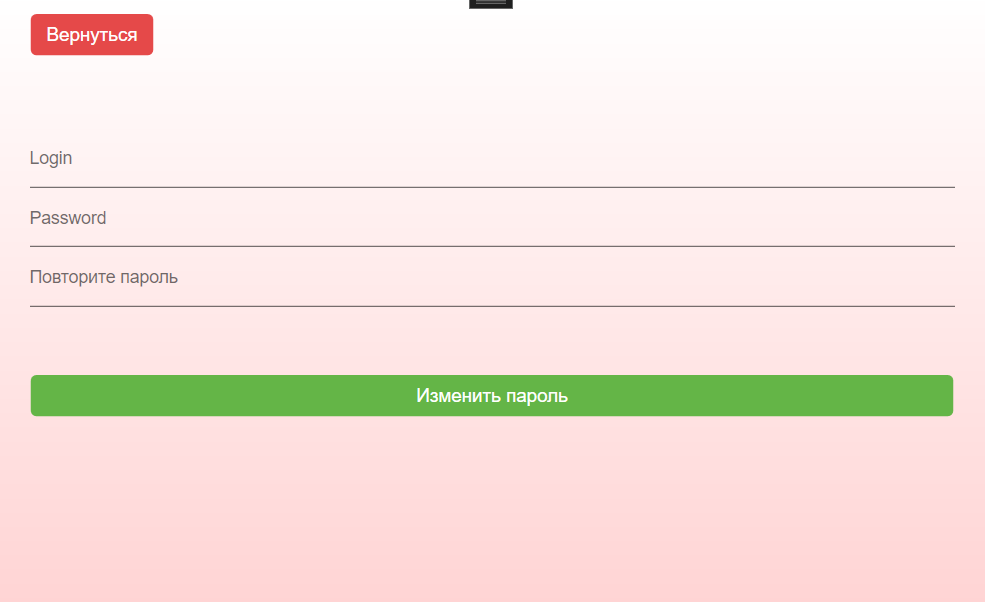 Вернуться
Login
Password
Повторите пароль
Изменить пароль